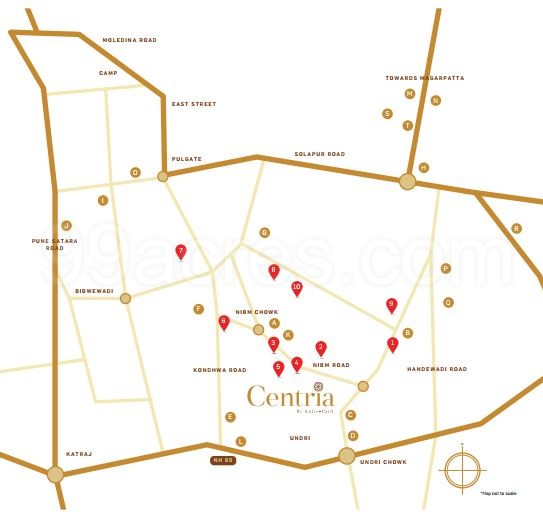 MOLEDINA ROAD
CAMP
TOWARDS MAGARPATTA
M
N
EAST STREET
S
T
SOLAPUR ROAD
PULGATE
H
O
I
J
R
G
PUNE SATARA
ROAD
7
99acres.com
P
8
BIBWEWADI
10
Q
9
F
NIBM CHOWK
6
A
K
B
3
2
1
4
5
NIBM ROAD
KONDHWA ROAD
HANDEWADI ROAD
Centria
By Kolte-Patil
E
C
L
UNDRI
D
KATRAJ
NH 65
UNDRI CHOWK
*Map not to scale